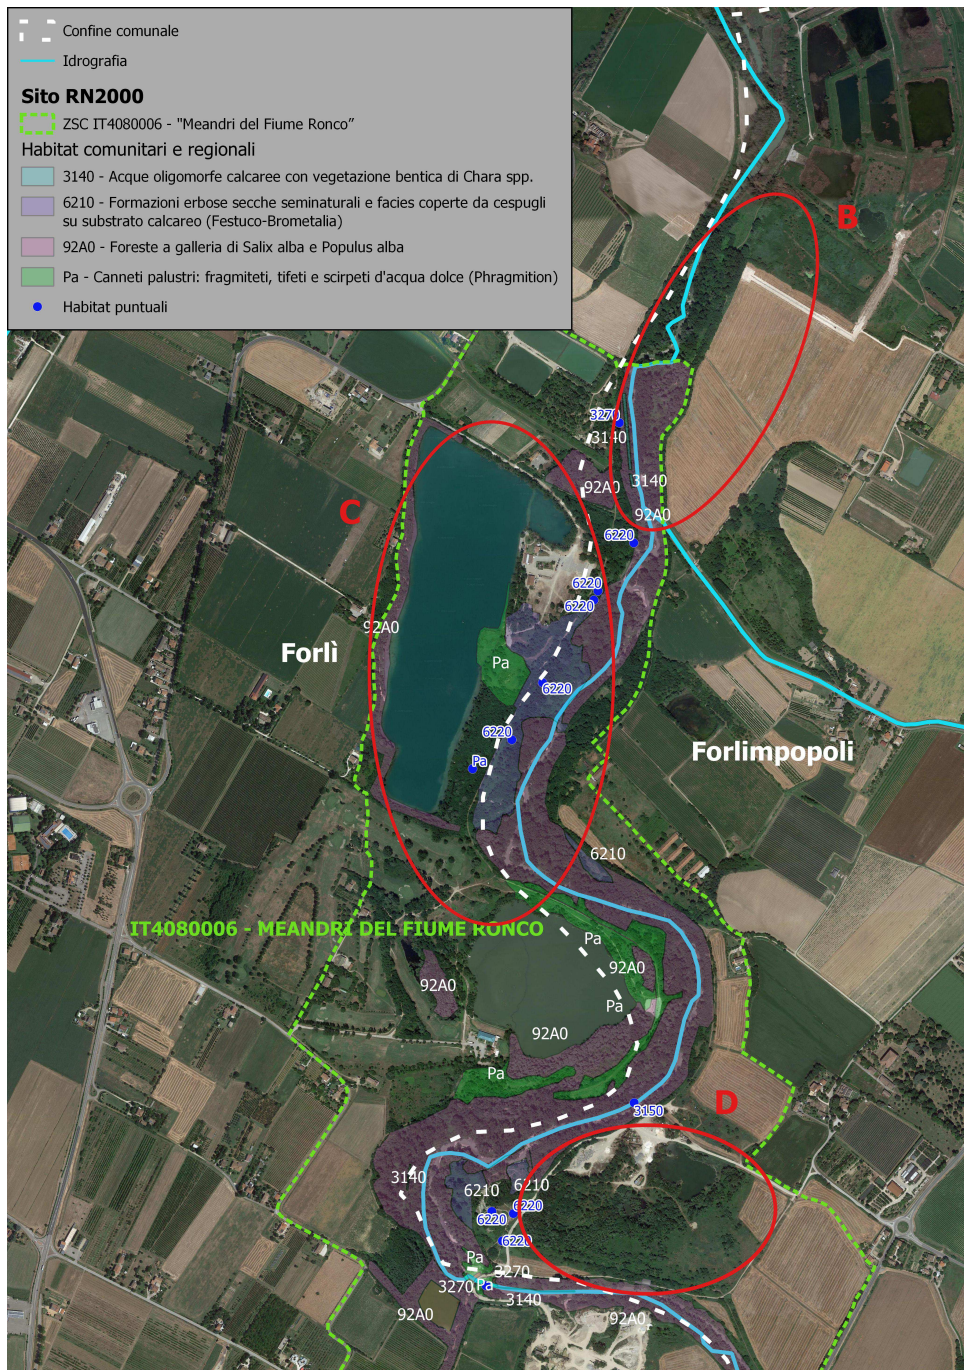 Confine comunale
Idrografia
Sito RN2000
ZSC IT4080006 - "Meandri del Fiume Ronco”
Habitat comunitari e regionali
3140 - Acque oligomorfe calcaree con vegetazione bentica di Chara spp.
6210 - Formazioni erbose secche seminaturali e facies coperte da cespugli
su substrato calcareo (Festuco-Brometalia)
92A0 - Foreste a galleria di Salix alba e Populus alba
Pa - Canneti palustri: fragmiteti, tifeti e scirpeti d'acqua dolce (Phragmition)
Habitat puntuali
B
3270
3140
3140
92A0
C
92A0
6220
6220
6220
92A0
Forlì
Pa
6220
6220
Forlimpopoli
Pa
6210
IT4080006 - MEANDRI DEL FIUME RONCO
Pa
92A0
92A0
Pa
92A0
Pa
D
3150
3140
6210
6210
6220
6220
6220
Pa
3270
3270
Pa
3140
92A0
92A0